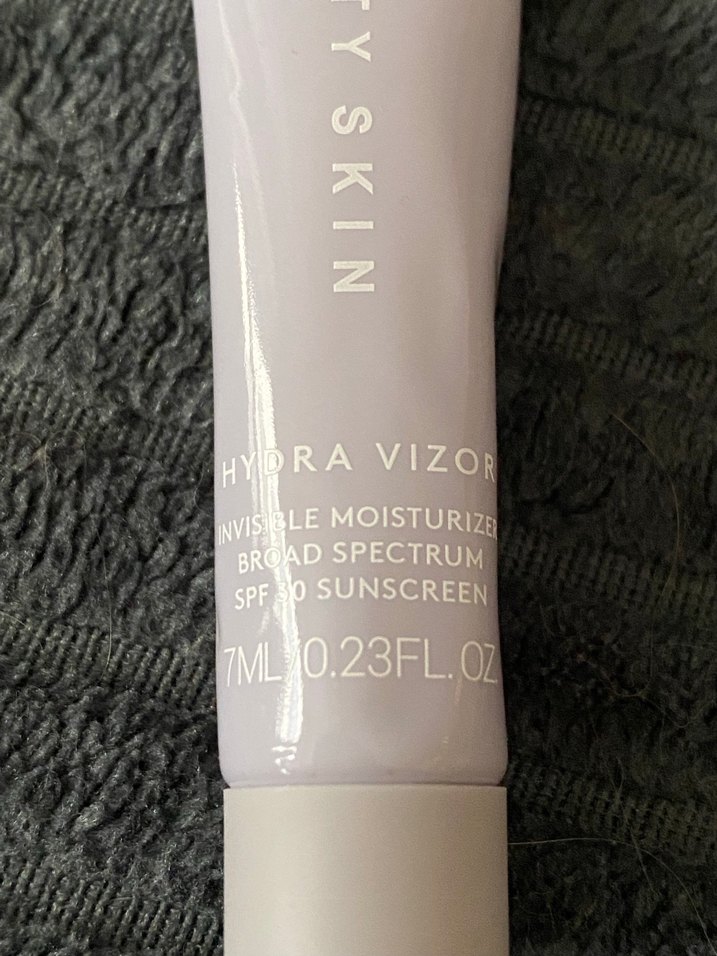 TY SKIN
HYDRA VIZOR
INVISIBLE MOISTURIZER
BROAD SPECTRUM
SPF 30 SUNSCREEN
7ML/0.23FL. OZ